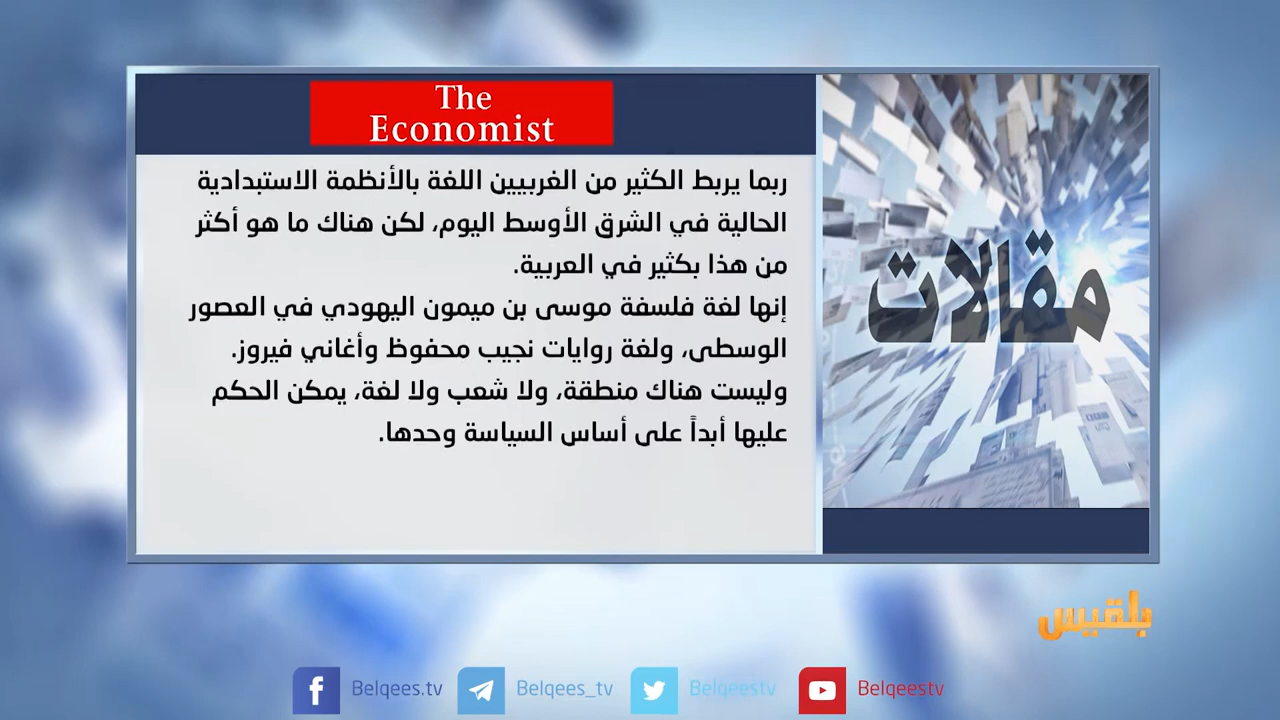 The
Economist
ربما يربط الكثير من الغربيين اللغة بالأنظمة الاستبدادية
الحالية في الشرق الأوسط اليوم، لكن هناك ما هو أكثر
من هذا بكثير في العربية.
إنها لغة فلسفة موسى بن ميمون اليهودي في العصور
الوسطى، ولغة روايات نجيب محفوظ وأغاني فيروز.
وليست هناك منطقة، ولا شعب ولا لغة، يمكن الحكم
عليها أبداً على أساس السياسة وحدها.
مقالات
بلقيس
Belqees.tv
Belqees_tv
Belqeestv
Belqeestv